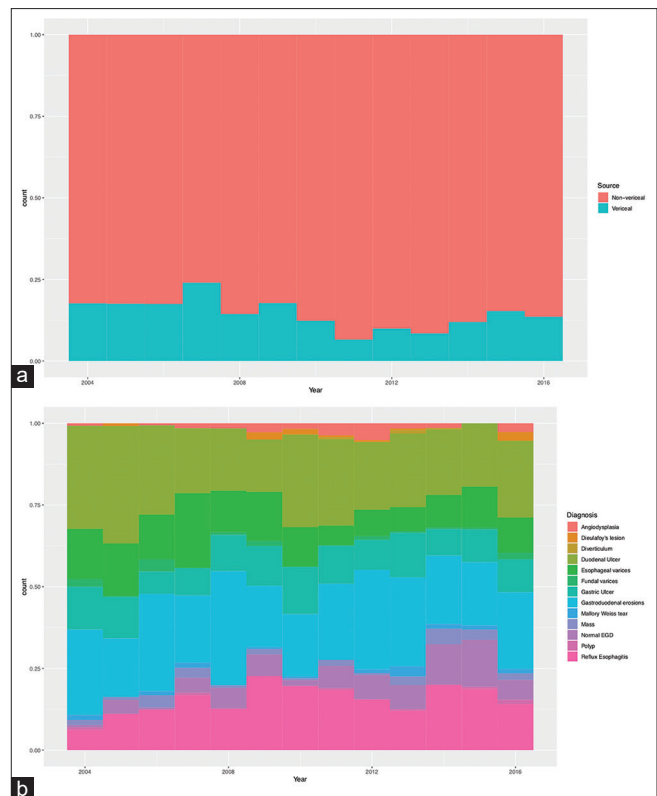 1.00
0.75
count
0.50
0.25
0.00
2004
2008
2012
2016
Year
Source
Non-vericeal
Vericeal
a
1.00
0.75
count
0.50
0.25
0.00
2004
2008
2012
2016
Year
Diagnosis
Angiodysplasia
Dieulafoy's lesion
Diverticulum
Duodenal Ulcer
Esophageal varices
Fundal varices
Gastric Ulcer
Gastroduodenal erosions
Mallory Weiss tear
Mass
Normal EGD
Polyp
Reflux Esophagitis
b